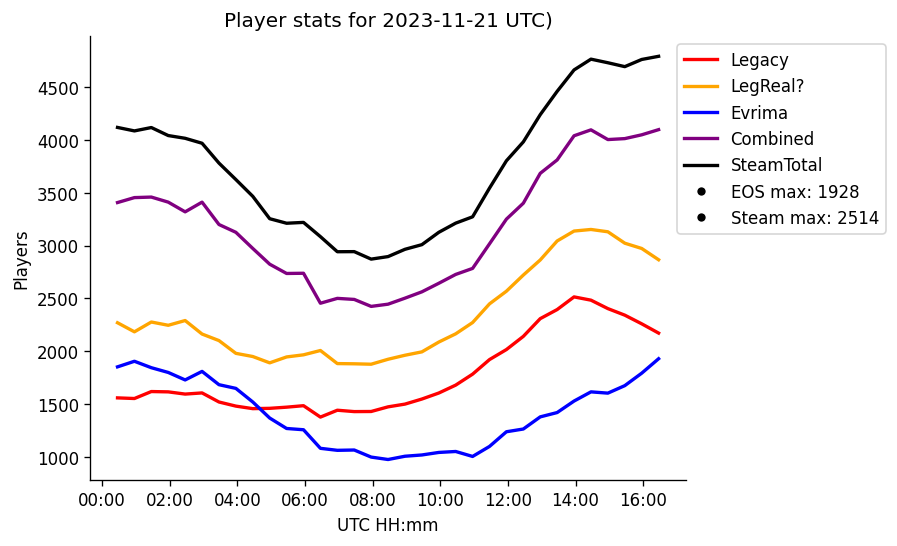 Player stats for 2023-11-21 UTC)
Players
4500
4000
3500
3000
2500
2000
1500
1000
00:00 02:00 04:00 06:00 08:00 10:00 12:00 14:00 16:00
UTC HH:mm
Legacy
LegReal?
Evrima
Combined
SteamTotal
EOS max: 1928
Steam max: 2514